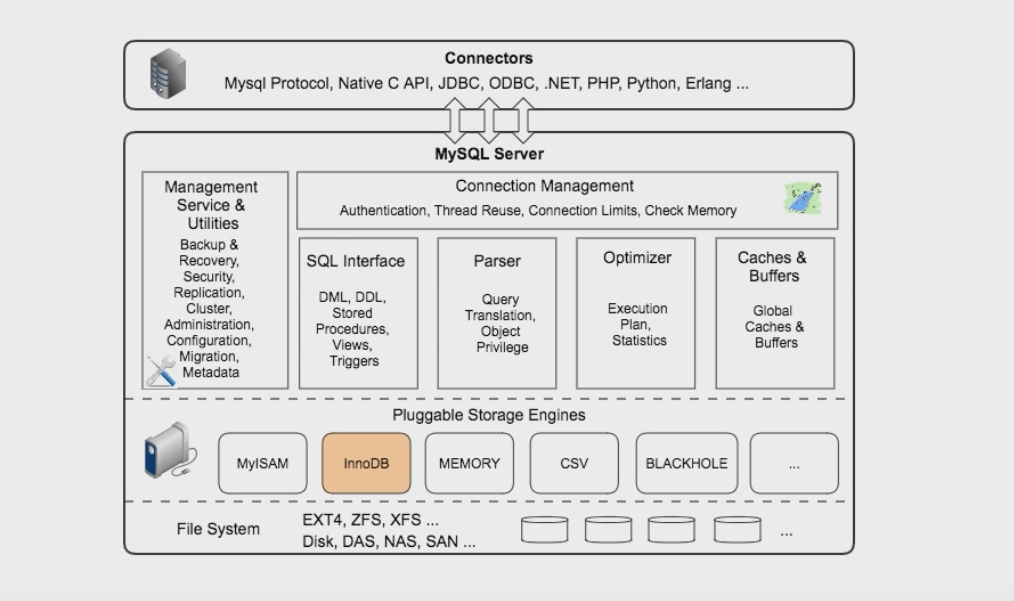 Connectors
Mysql Protocol, Native C API, JDBC, ODBC, .NET, PHP, Python, Erlang ...
MySQL Server
Management
Service &
Utilities
Backup &
Recovery,
Security,
Replication,
Cluster,
Administration,
Configuration,
Migration,
Metadata
Connection Management
Authentication, Thread Reuse, Connection Limits, Check Memory
SQL Interface
DML, DDL,
Stored
Procedures,
Views,
Triggers
Parser
Query
Translation,
Object
Privilege
Optimizer
Execution
Plan,
Statistics
Caches &
Buffers
Global
Caches &
Buffers
Pluggable Storage Engines
MyISAM
InnoDB
MEMORY
CSV
BLACKHOLE
...
File System
EXT4, ZFS, XFS ...
Disk, DAS, NAS, SAN ...
...